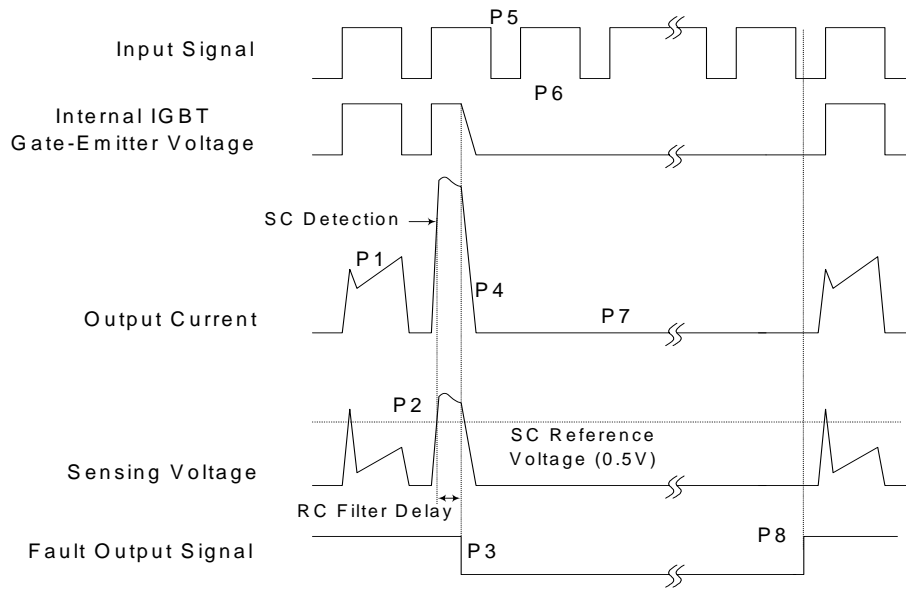 P5
Input Signal
P6
Internal IGBT
Gate-Emitter Voltage
SC Detection
P1
P4
Output Current
P7
P2
SC Reference
Voltage (0.5V)
Sensing Voltage
RC Filter Delay
Fault Output Signal
P3
P8